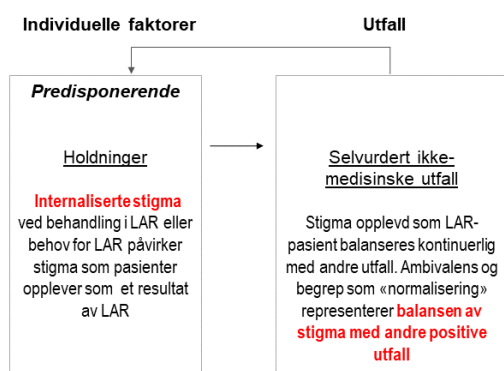 Individuelle faktorer
Utfall
Predisponerende
Holdninger
Internaliserte stigma
ved behandling i LAR eller
behov for LAR påvirker
stigma som pasienter
opplever som et resultat
av LAR
Selvurdert ikke-
medisinske utfall
Stigma opplevd som LAR-
pasient balanseres kontinuerlig
med andre utfall. Ambivalens og
begrep som «normalisering»
representerer balansen av
stigma med andre positive
utfall